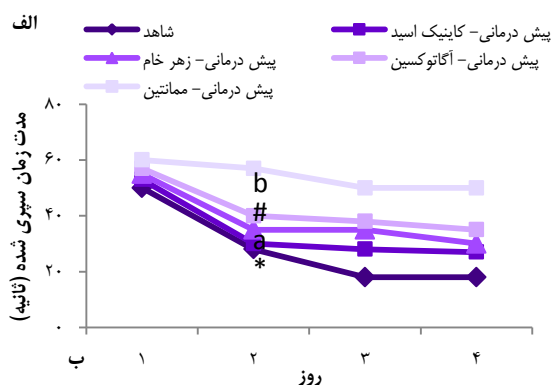 الف
شاهد
پیش درمانی- کاینیک اسید
پیش درمانی- زهر خام
پیش درمانی- آگاتوکسین
پیش درمانی- ممانتین
مدت زمان سپری شده (ثانیه)
۸۰
۶۰
۴۰
۲۰
۰
b
#
a
*
۱ ۲ ۳ ۴
روز
ب